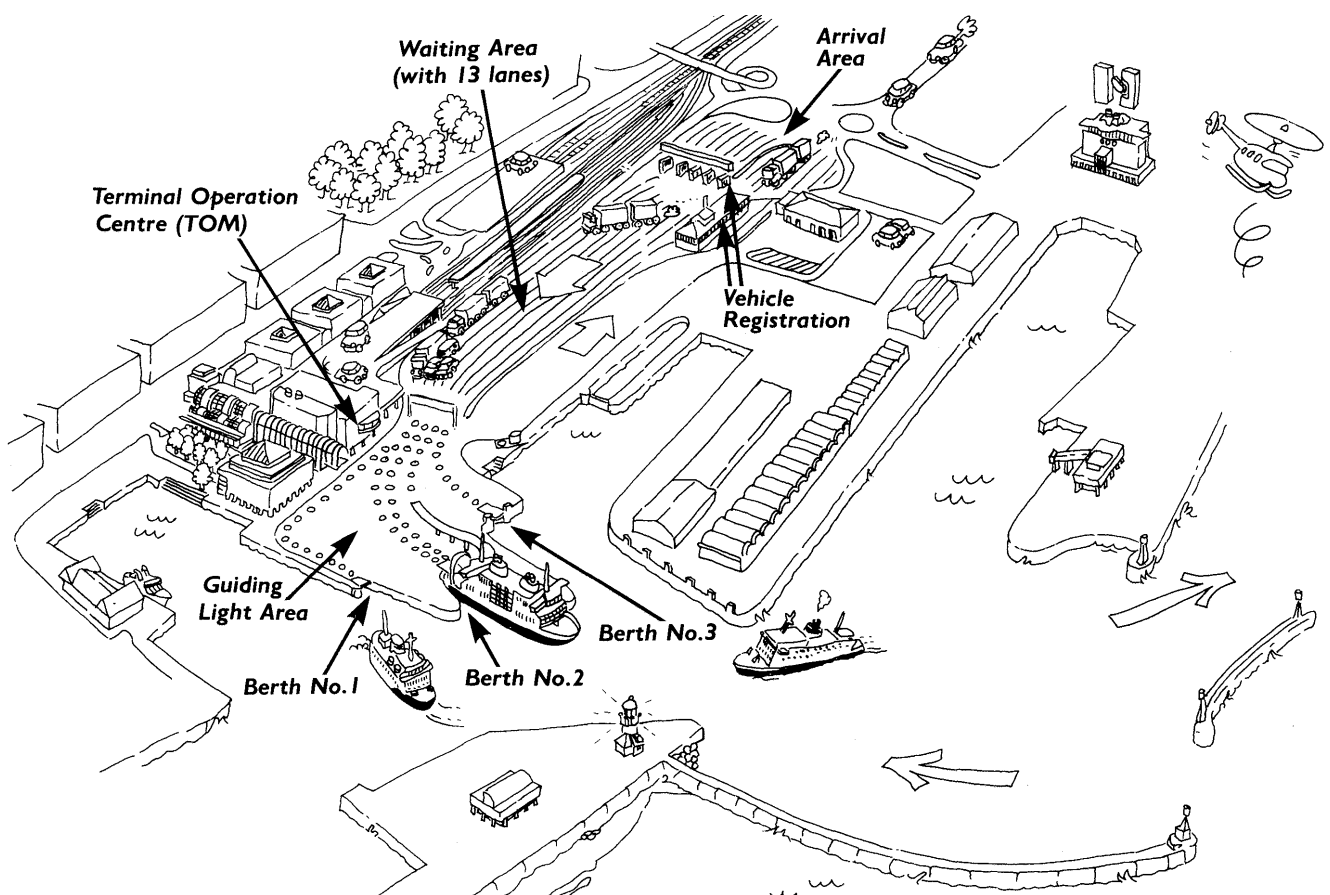 Waiting Area
(with 13 lanes)
Arrival
Area
Terminal Operation
Centre (TOM)
Vehicle
Registration
Guiding
Light Area
Berth No.3
Berth No.1
Berth No.2